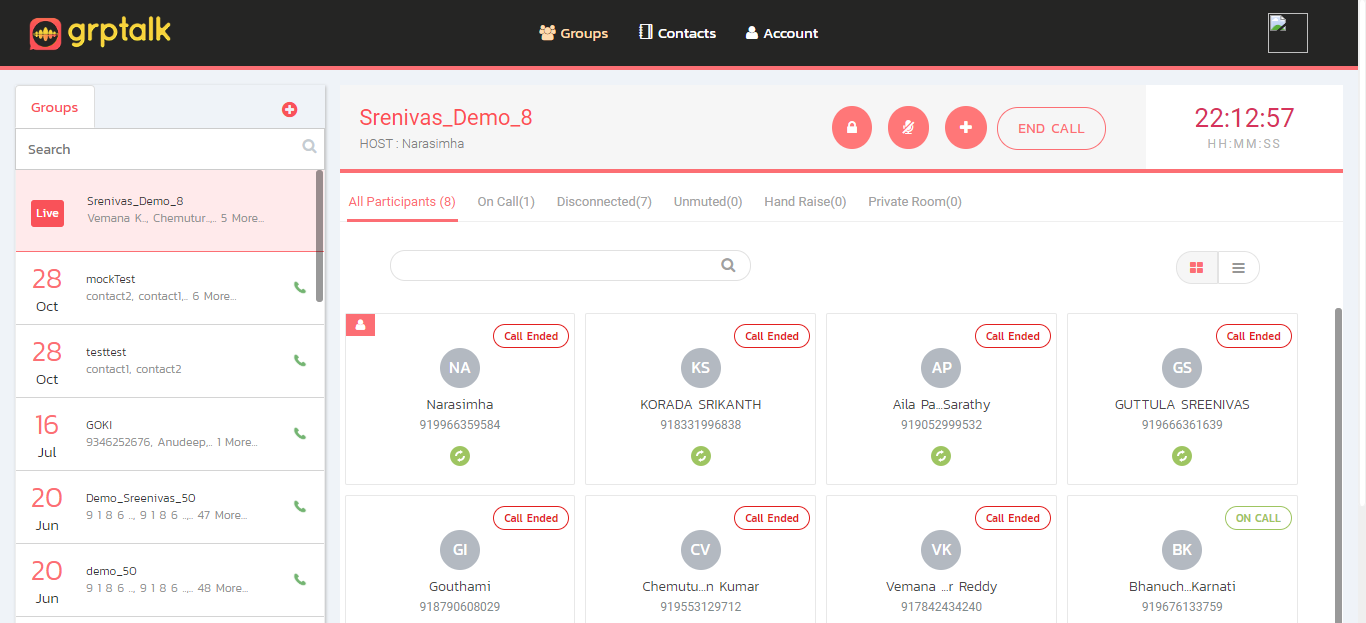 grptalk
Groups
Contacts
Account
Groups
Search
Live
Srenivas_Demo_8
Vemana K.., Chemutur..,.. 5 More...
28
Oct
mockTest
contact2, contact1,.. 6 More...
28
Oct
testtest
contact1, contact2
16
Jul
GOKI
9346252676, Anudeep,.. 1 More...
20
Jun
Demo_Sreenivas_50
9 1 8 6 .., 9 1 8 6 ..,.. 47 More...
20
Jun
demo_50
9 1 8 6 .., 9 1 8 6 ..,.. 48 More...
Srenivas_Demo_8
HOST : Narasimha
END CALL
22:12:57
HH:MM:SS
All Participants (8)
On Call(1)
Disconnected(7)
Unmuted(0)
Hand Raise(0)
Private Room(0)
Call Ended
NA
Narasimha
919966359584
Call Ended
KS
KORADA SRIKANTH
918331996838
Call Ended
AP
Aila Pa...Sarathy
919052999532
Call Ended
GS
GUTTULA SREENIVAS
919666361639
Call Ended
GI
Gouthami
918790608029
Call Ended
CV
Chemutu...n Kumar
919553129712
Call Ended
VK
Vemana ...r Reddy
917842434240
ON CALL
BK
Bhanuch...Karnati
919676133759